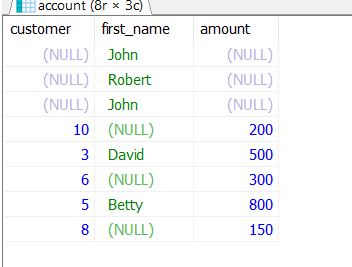 account (8r × 3c)
customer first_name amount
(NULL) John (NULL)
(NULL) Robert (NULL)
(NULL) John (NULL)
10 (NULL) 200
3 David 500
6 (NULL) 300
5 Betty 800
8 (NULL) 150